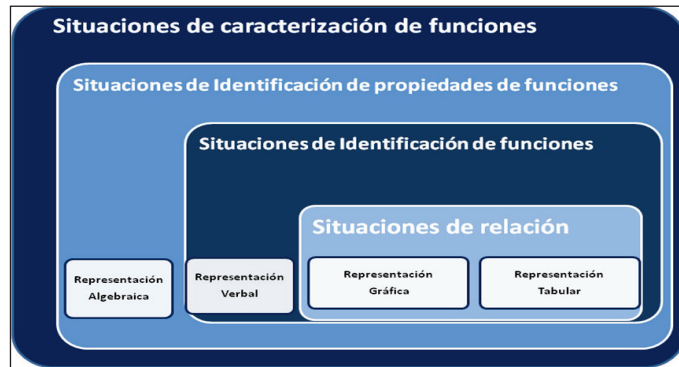 Situaciones de caracterización de funciones
Situaciones de Identificación de propiedades de funciones
Situaciones de Identificación de funciones
Situaciones de relación
Representación
Algebraica
Representación
Verbal
Representación
Gráfica
Representación
Tabular